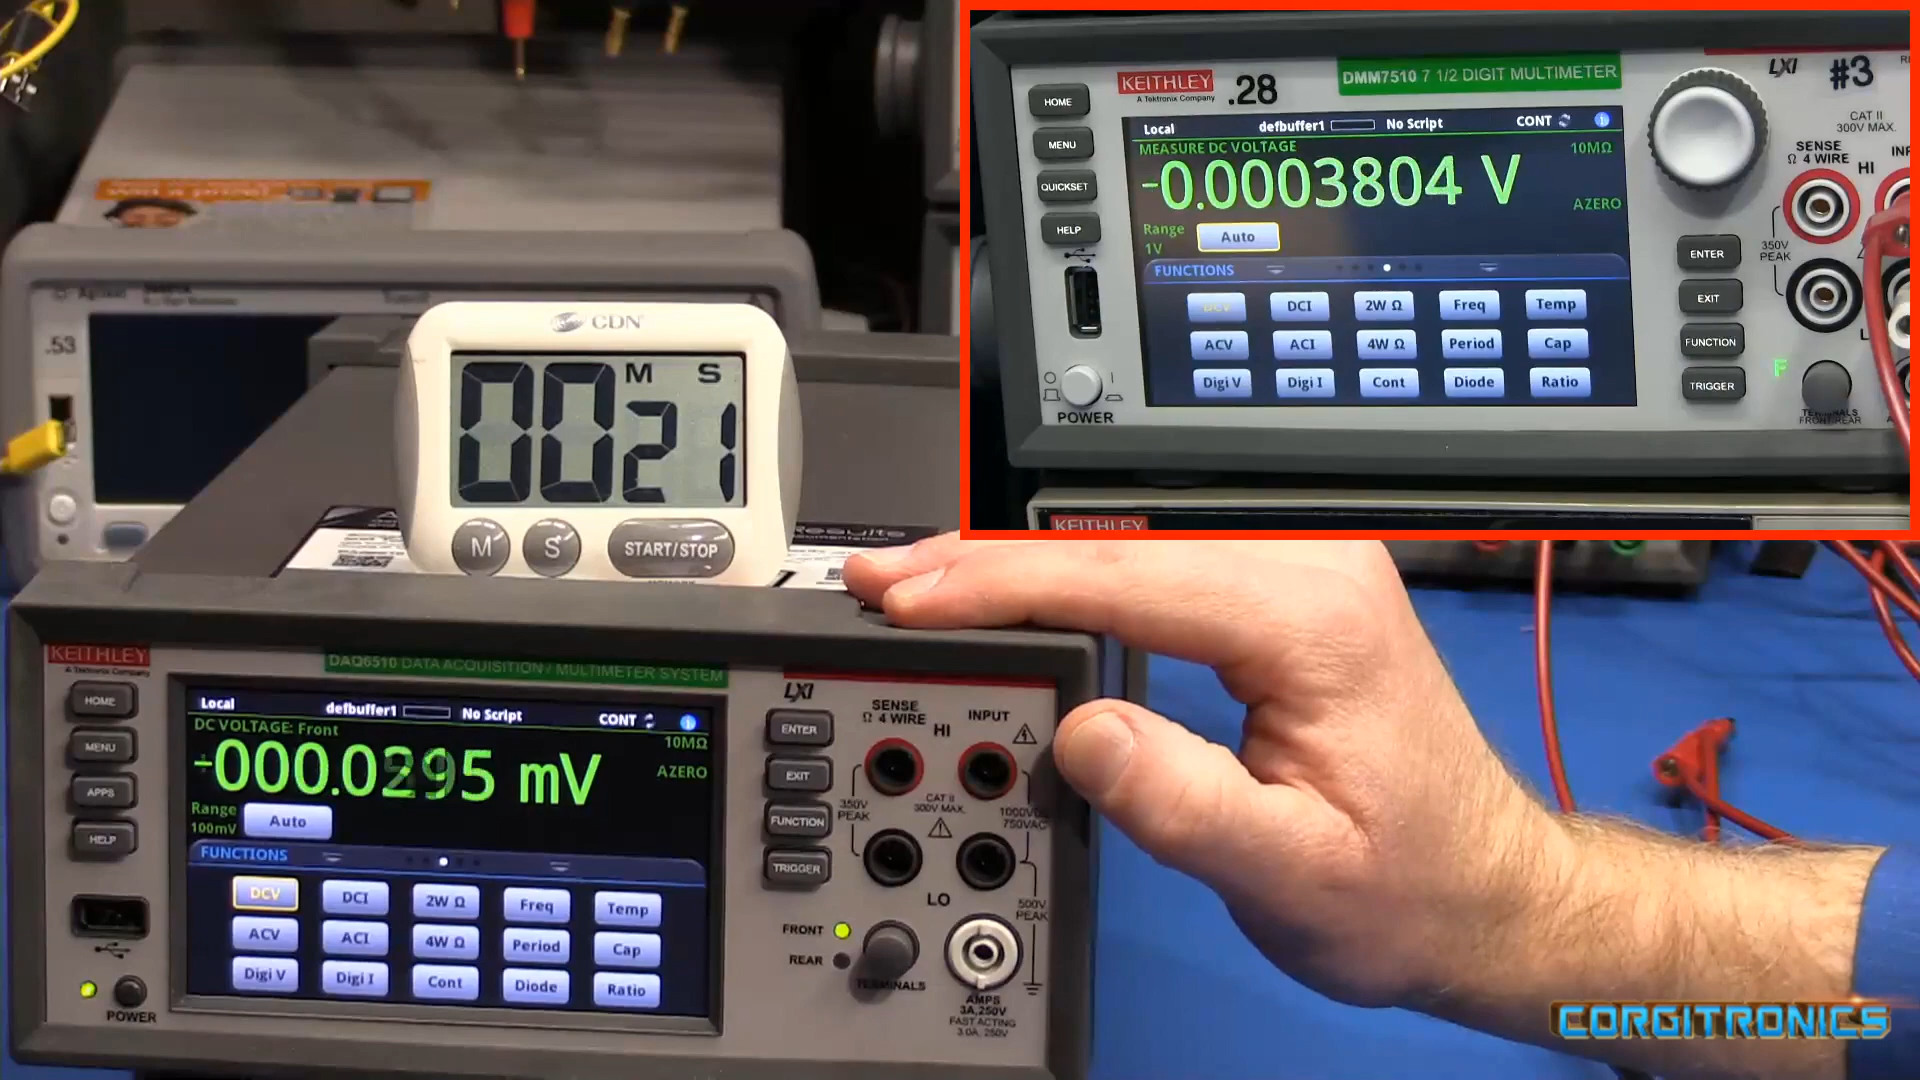 KEITHLEY
A Tektronix Company
.28
DMM7510 7 1/2 DIGIT MULTIMETER
LXI
#3
CAT II
300V MAX.
HOME
MENU
QUICKSET
HELP
POWER
Local
defbuffer1
No Script
CONT
MEASURE DC VOLTAGE
10MΩ
-0.0003804 V
AZERO
Range
1V
Auto
FUNCTIONS
DCV
DCI
2W Ω
Freq
Temp
ACV
ACI
4W Ω
Period
Cap
Digi V
Digi I
Cont
Diode
Ratio
SENSE
Ω 4 WIRE
HI
350V
PEAK
ENTER
EXIT
FUNCTION
TRIGGER
F
TERMINALS
FRONT/REAR
KEITHLEY
Agilent
.53
CDN
M S
00 21
M
S
START/STOP
KEITHLEY
A Tektronix Company
DAQ6510 DATA ACQUISITION / MULTIMETER SYSTEM
LXI
HOME
MENU
APPS
HELP
POWER
Local
defbuffer1
No Script
CONT
DC VOLTAGE: Front
10MΩ
mV
AZERO
Range
100mV
Auto
FUNCTIONS
DCV
DCI
2W Ω
Freq
Temp
ACV
ACI
4W Ω
Period
Cap
Digi V
Digi I
Cont
Diode
Ratio
ENTER
EXIT
FUNCTION
TRIGGER
SENSE
Ω 4 WIRE
HI
INPUT
350V
PEAK
CAT II
300V MAX.
1000VDC
750VAC
LO
500V
PEAK
FRONT
REAR
TERMINALS
AMPS
3A, 250V
FAST ACTING
3.0A, 250V
CORGITRONICS